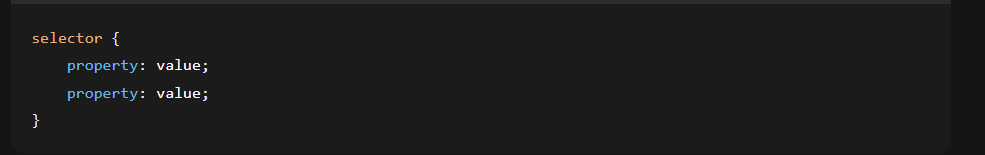 selector {
    property: value;
    property: value;
}